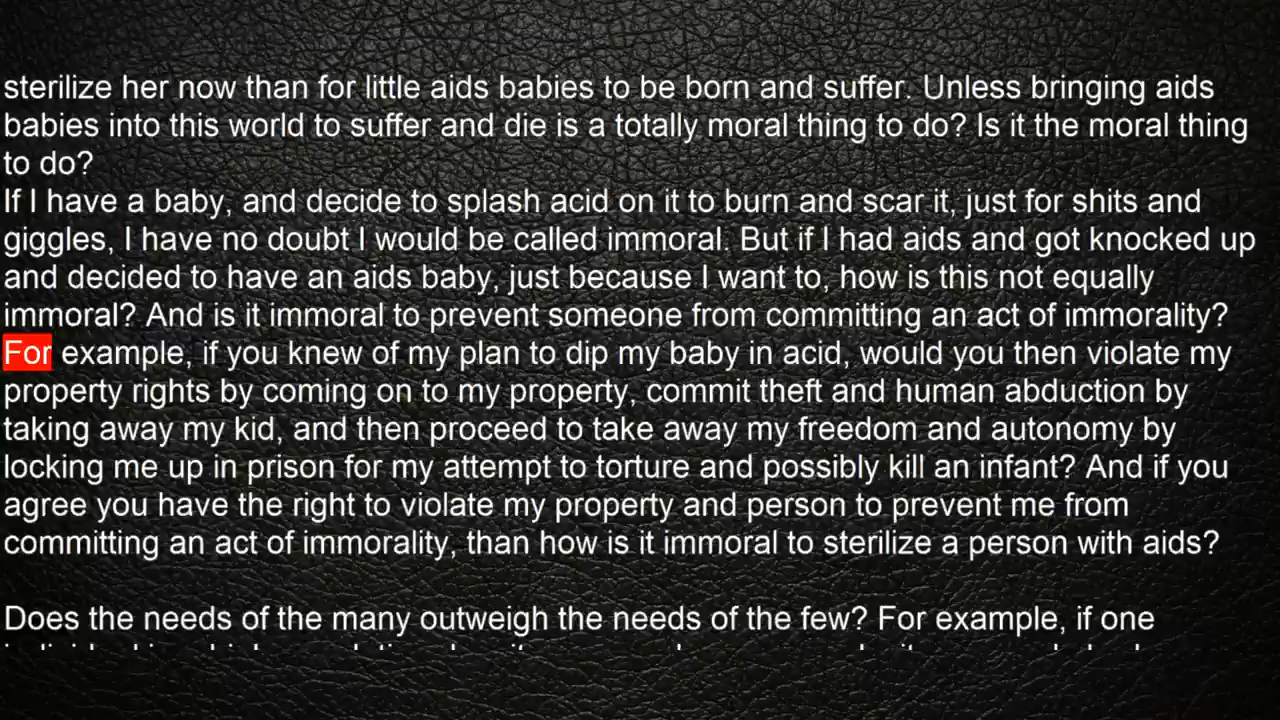 sterilize her now than for little aids babies to be born and suffer. Unless bringing aids
babies into this world to suffer and die is a totally moral thing to do? Is it the moral thing
to do?
If I have a baby, and decide to splash acid on it to burn and scar it, just for shits and
giggles, I have no doubt I would be called immoral. But if I had aids and got knocked up
and decided to have an aids baby, just because I want to, how is this not equally
immoral? And is it immoral to prevent someone from committing an act of immorality?
For example, if you knew of my plan to dip my baby in acid, would you then violate my
property rights by coming on to my property, commit theft and human abduction by
taking away my kid, and then proceed to take away my freedom and autonomy by
locking me up in prison for my attempt to torture and possibly kill an infant? And if you
agree you have the right to violate my property and person to prevent me from
committing an act of immorality, than how is it immoral to sterilize a person with aids?
Does the needs of the many outweigh the needs of the few? For example, if one